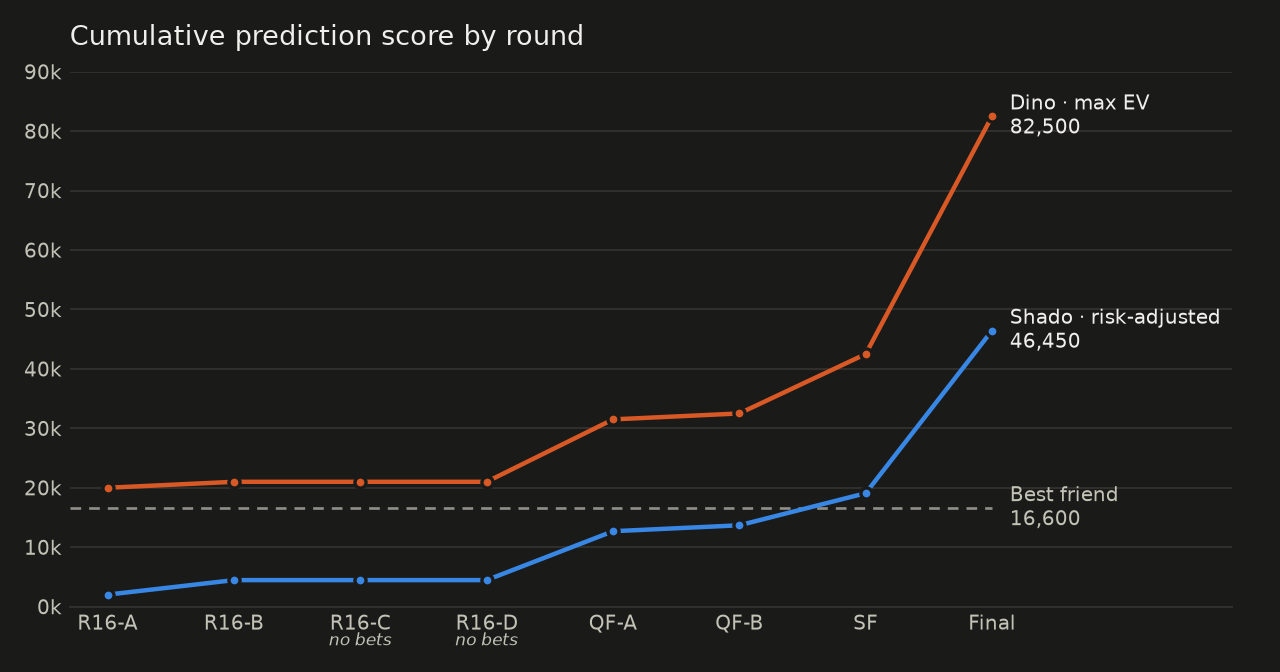 Cumulative prediction score by round
90k
80k
70k
60k
50k
40k
30k
20k
10k
0k
Dino · max EV
82,500
Shado · risk-adjusted
46,450
Best friend
16,600
R16-A
R16-B
R16-C
no bets
R16-D
no bets
QF-A
QF-B
SF
Final